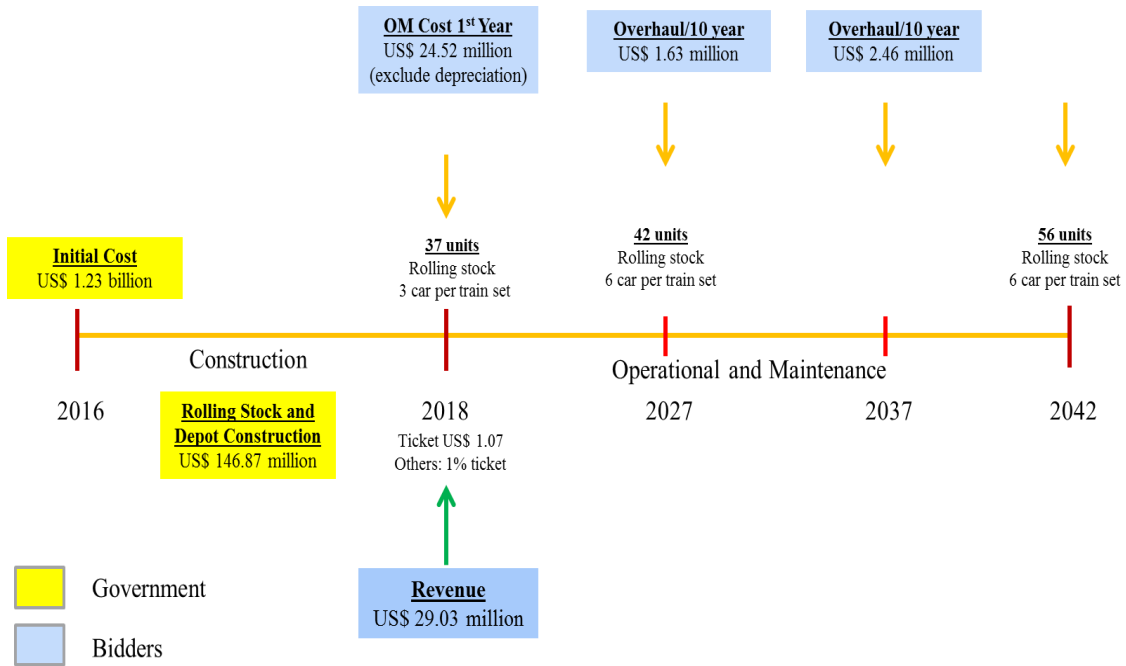 OM Cost 1st Year
US$ 24.52 million
(exclude depreciation)
Overhaul/10 year
US$ 1.63 million
Overhaul/10 year
US$ 2.46 million
Initial Cost
US$ 1.23 billion
37 units
Rolling stock
3 car per train set
42 units
Rolling stock
6 car per train set
56 units
Rolling stock
6 car per train set
Construction
Operational and Maintenance
2016
2018
2027
2037
2042
Rolling Stock and
Depot Construction
US$ 146.87 million
Ticket US$ 1.07
Others: 1% ticket
Revenue
US$ 29.03 million
Government
Bidders